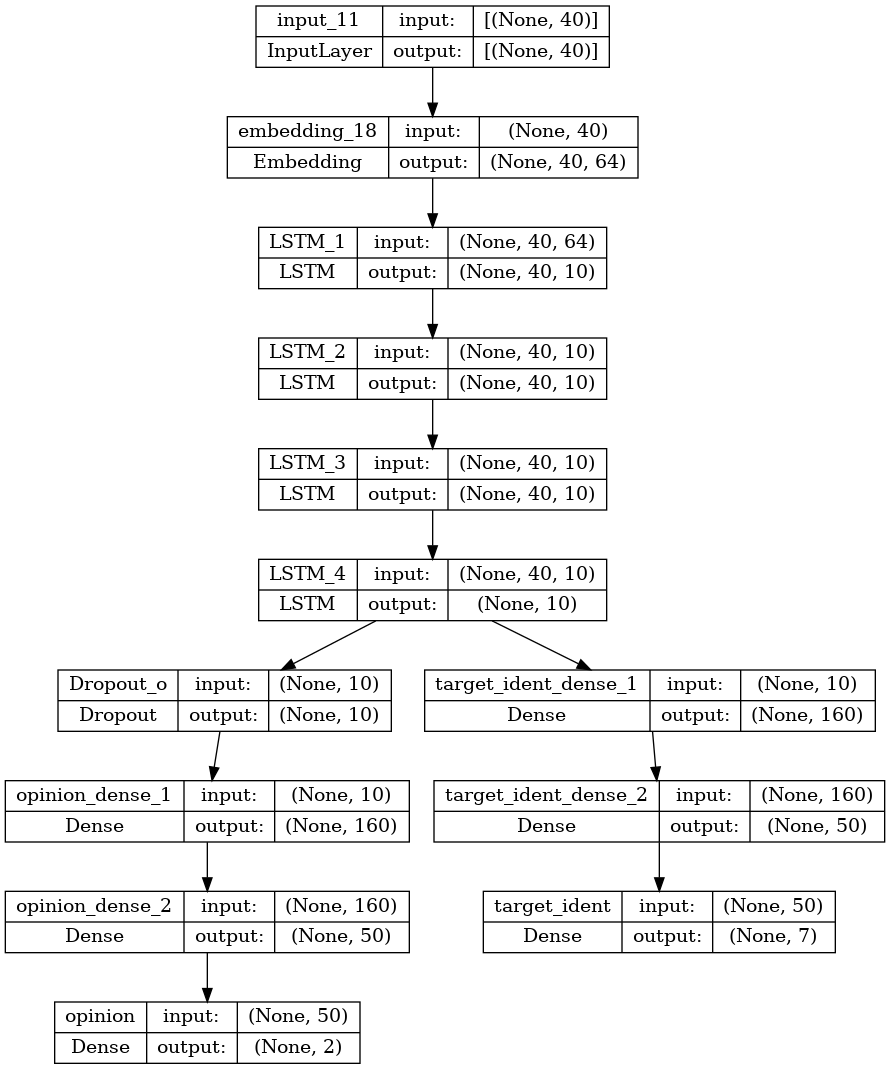 input_11 input: [(None, 40)]
InputLayer output: [(None, 40)]
embedding_18 input: (None, 40)
Embedding output: (None, 40, 64)
LSTM_1 input: (None, 40, 64)
LSTM output: (None, 40, 10)
LSTM_2 input: (None, 40, 10)
LSTM output: (None, 40, 10)
LSTM_3 input: (None, 40, 10)
LSTM output: (None, 40, 10)
LSTM_4 input: (None, 40, 10)
LSTM output: (None, 10)
Dropout_o input: (None, 10)
Dropout output: (None, 10)
target_ident_dense_1 input: (None, 10)
Dense output: (None, 160)
opinion_dense_1 input: (None, 10)
Dense output: (None, 160)
target_ident_dense_2 input: (None, 160)
Dense output: (None, 50)
opinion_dense_2 input: (None, 160)
Dense output: (None, 50)
target_ident input: (None, 50)
Dense output: (None, 7)
opinion input: (None, 50)
Dense output: (None, 2)